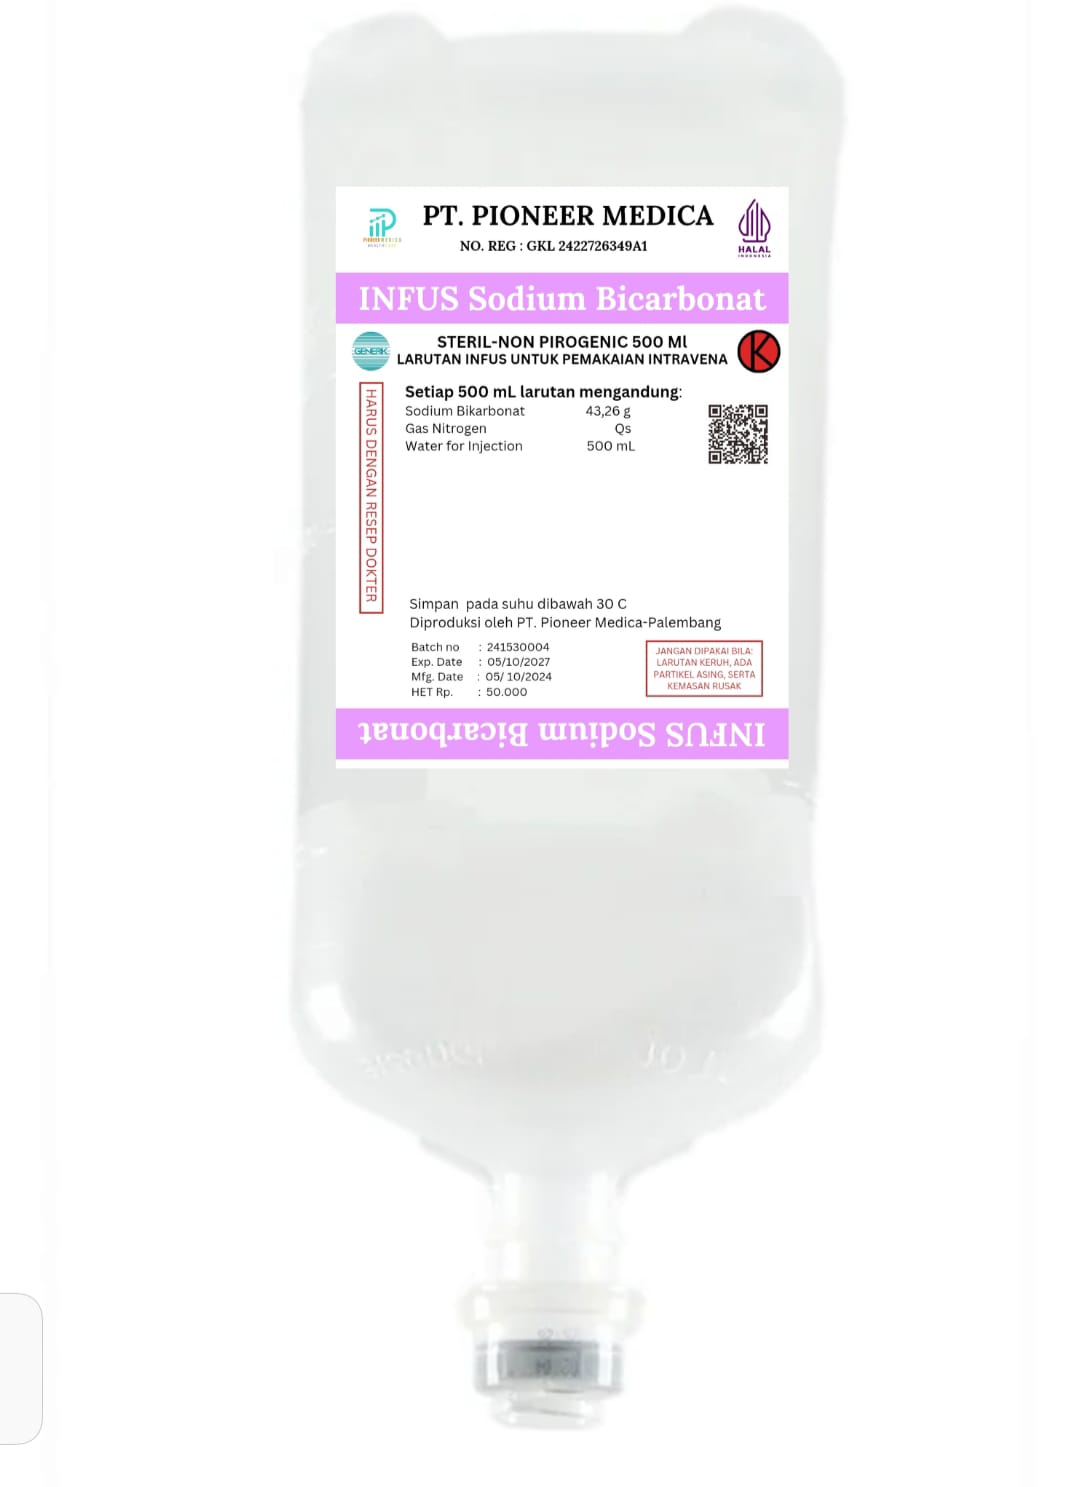 PT. PIONEER MEDICA
NO. REG : GKL 2422726349A1
PIONEER MEDICA
HALAL
INDONESIA
INFUS Sodium Bicarbonat
GENERIK
STERIL-NON PIROGENIC 500 Ml
LARUTAN INFUS UNTUK PEMAKAIAN INTRAVENA
K
HARUS DENGAN RESEP DOKTER
Setiap 500 mL larutan mengandung:
Sodium Bikarbonat 43,26 g
Gas Nitrogen Qs
Water for Injection 500 mL
Simpan pada suhu dibawah 30 C
Diproduksi oleh PT. Pioneer Medica-Palembang
Batch no : 241530004
Exp. Date : 05/10/2027
Mfg. Date : 05/ 10/2024
HET Rp. : 50.000
JANGAN DIPAKAI BILA:
LARUTAN KERUH, ADA
PARTIKEL ASING, SERTA
KEMASAN RUSAK
INFUS Sodium Bicarbonat